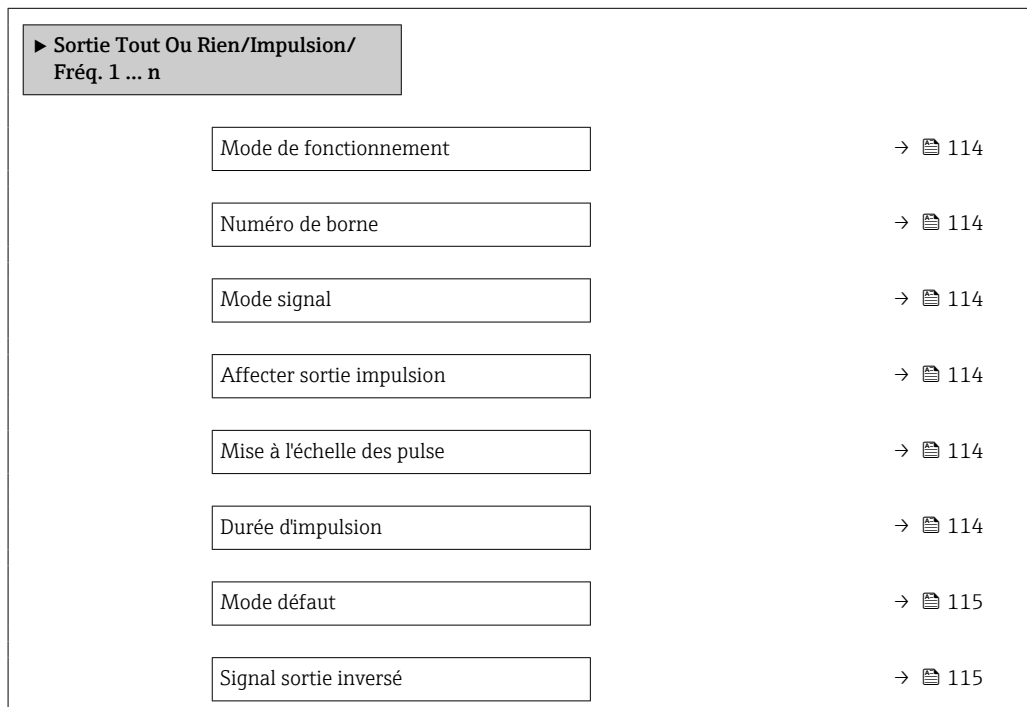 ▶ Sortie Tout Ou Rien/Impulsion/
Fréq. 1 ... n
Mode de fonctionnement → 114
Numéro de borne → 114
Mode signal → 114
Affecter sortie impulsion → 114
Mise à l'échelle des pulse → 114
Durée d'impulsion → 114
Mode défaut → 115
Signal sortie inversé → 115